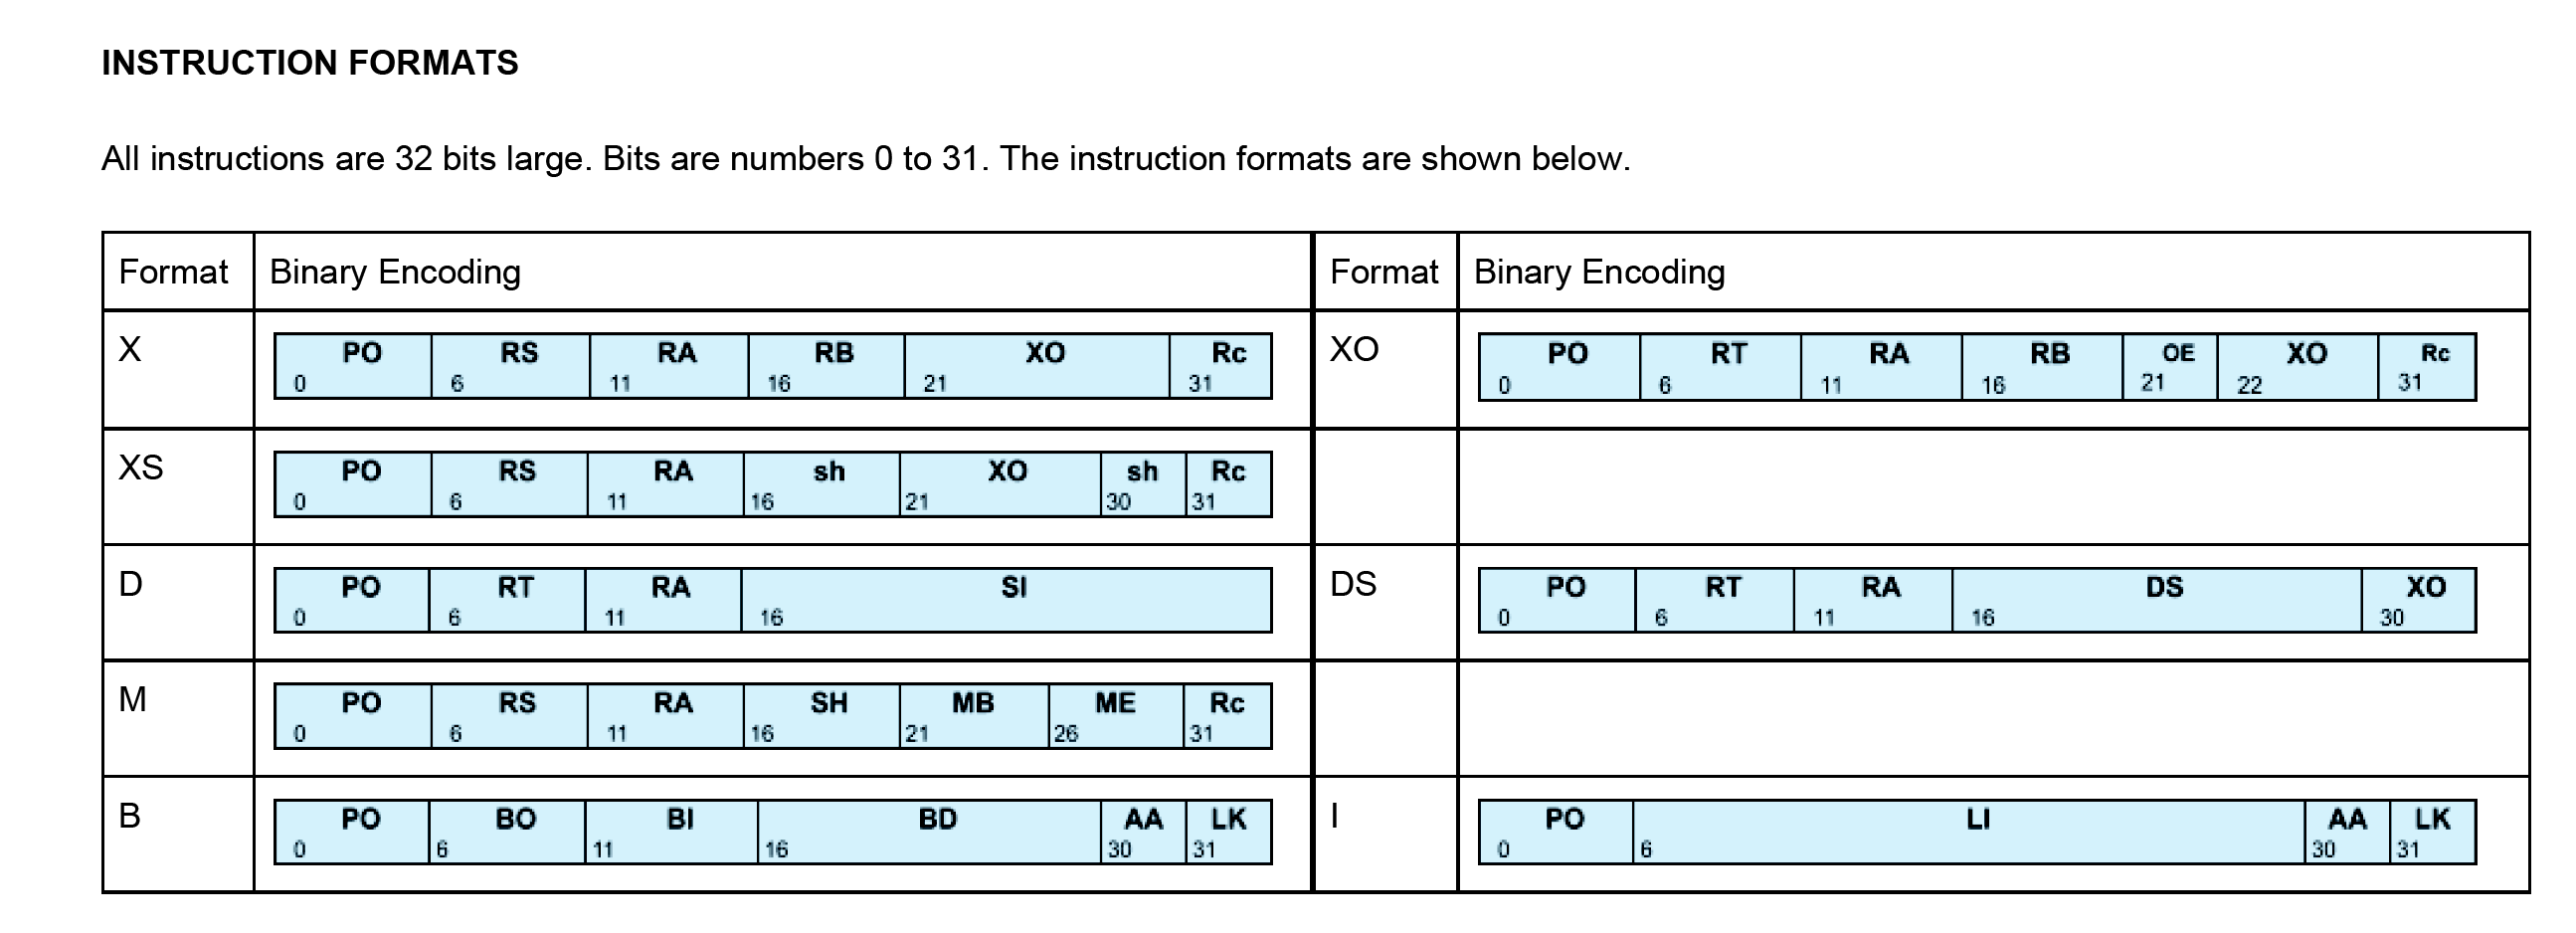 INSTRUCTION FORMATS
All instructions are 32 bits large. Bits are numbers 0 to 31. The instruction formats are shown below.
Format Binary Encoding Format Binary Encoding
X PO RS RA RB XO Rc XO PO RT RA RB OE XO Rc
0 6 11 16 21 31 0 6 11 16 21 22 31
XS PO RS RA sh XO sh Rc
0 6 11 16 21 30 31
D PO RT RA SI DS PO RT RA DS XO
0 6 11 16 0 6 11 16 30
M PO RS RA SH MB ME Rc
0 6 11 16 21 26 31
B PO BO BI BD AA LK I PO LI AA LK
0 6 11 16 30 31 0 6 30 31